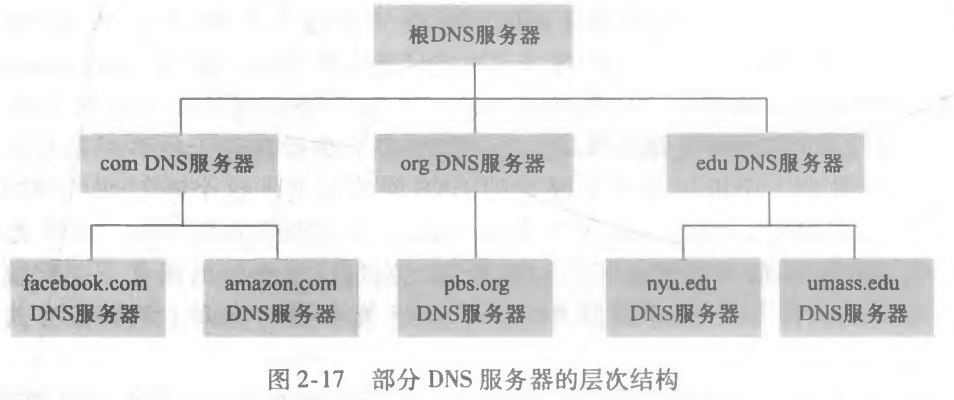 根DNS服务器
com DNS服务器
org DNS服务器
edu DNS服务器
facebook.com
DNS服务器
amazon.com
DNS服务器
pbs.org
DNS服务器
nyu.edu
DNS服务器
umass.edu
DNS服务器
图 2-17 部分 DNS 服务器的层次结构